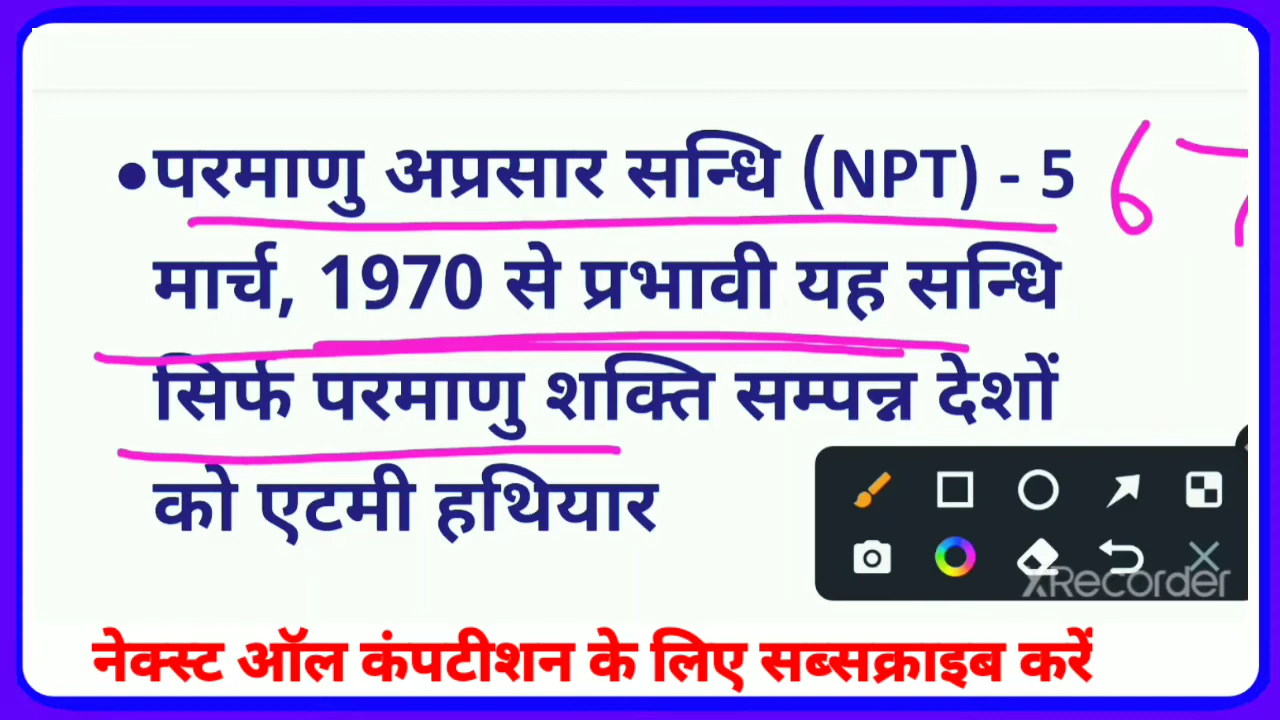 •परमाणु अप्रसार सन्धि (NPT) - 5
मार्च, 1970 से प्रभावी यह सन्धि
सिर्फ परमाणु शक्ति सम्पन्न देशों
को एटमी हथियार
6
XRecorder
नेक्स्ट ऑल कंपटीशन के लिए सब्सक्राइब करें